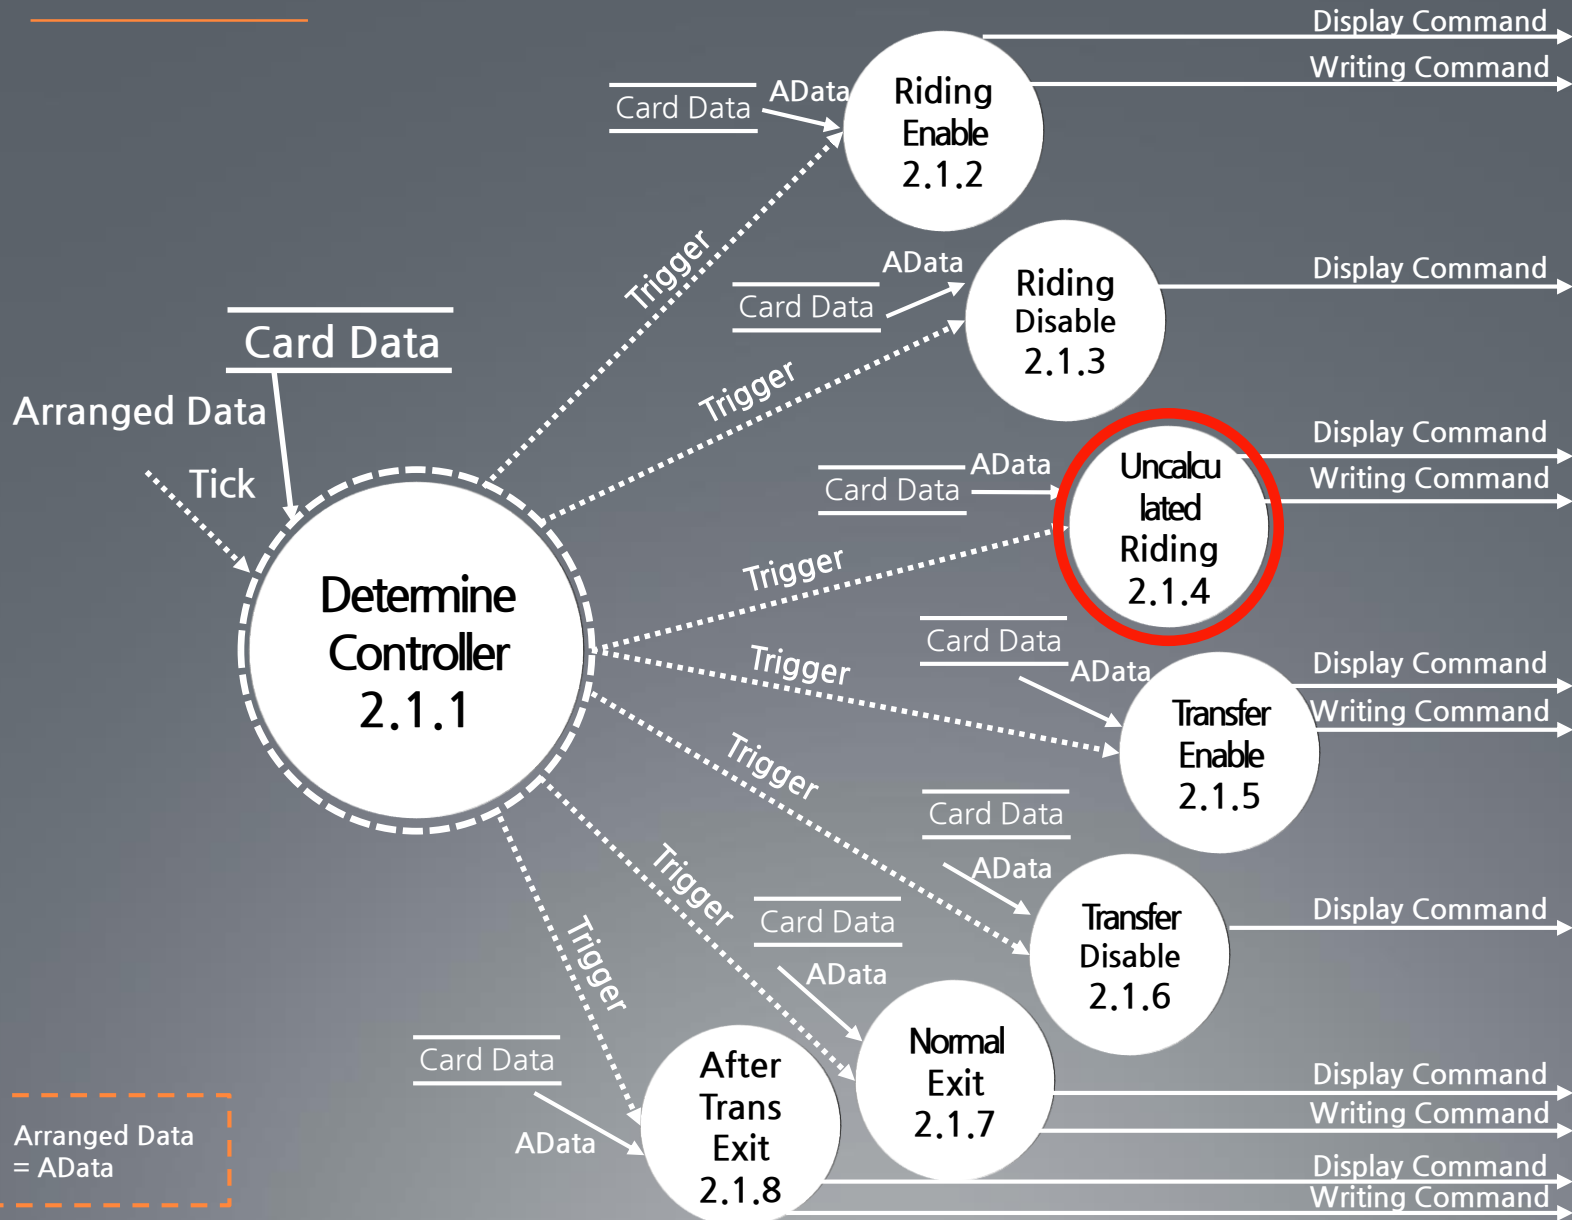 Display Command
Writing Command
Riding
Enable
2.1.2
AData
Card Data
Trigger
Display Command
Riding
Disable
2.1.3
AData
Card Data
Trigger
Card Data
Arranged Data
Tick
Determine
Controller
2.1.1
Display Command
Writing Command
Uncalcu
lated
Riding
2.1.4
AData
Card Data
Trigger
Display Command
Writing Command
Transfer
Enable
2.1.5
Card Data
AData
Trigger
Display Command
Transfer
Disable
2.1.6
Card Data
AData
Trigger
Display Command
Writing Command
Normal
Exit
2.1.7
Card Data
AData
Trigger
Display Command
Writing Command
After
Trans
Exit
2.1.8
Card Data
AData
Trigger
Arranged Data
= AData